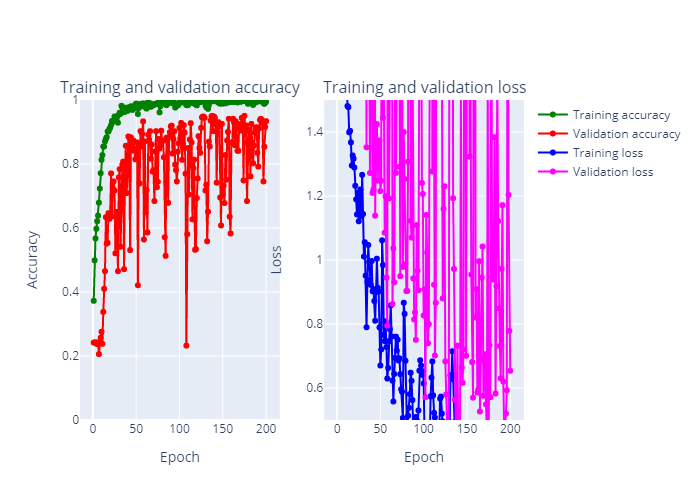 Training and validation accuracy
Training and validation loss
1
0.8
0.6
0.4
0.2
0
0
50
100
150
200
Accuracy
Epoch
1.4
1.2
1
0.8
0.6
0
50
100
150
200
Loss
Epoch
Training accuracy
Validation accuracy
Training loss
Validation loss